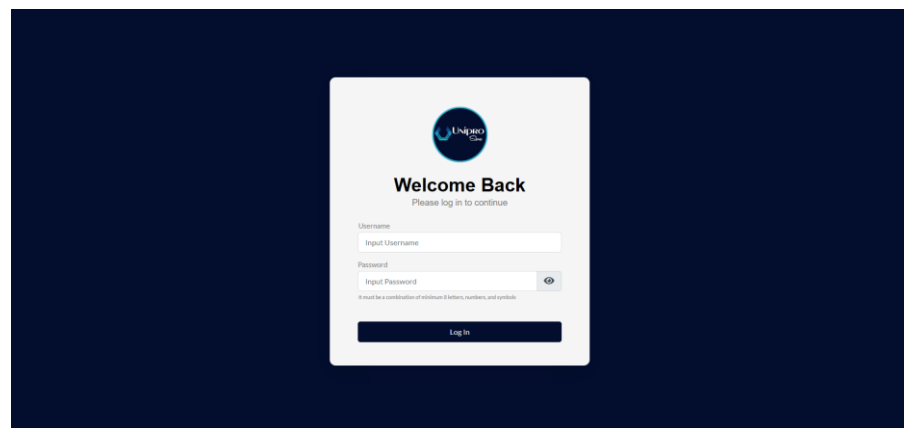 UNIPRO
Welcome Back
Please log in to continue
Username
Input Username
Password
Input Password
It must be a combination of minimum 8 letters, numbers, and symbols
Log In